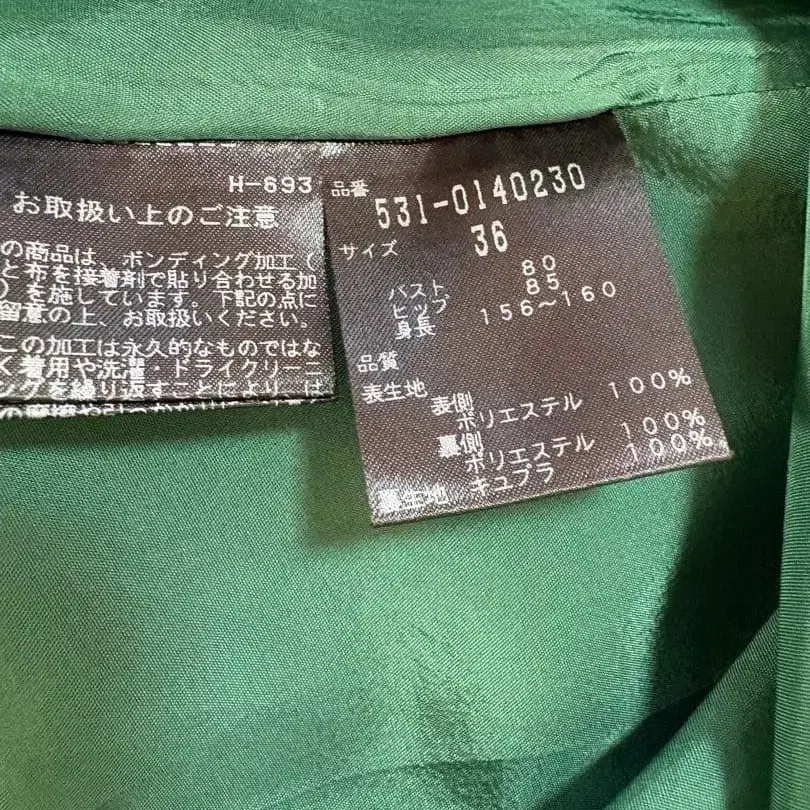 H-693
お取扱い上のご注意
の商品は、ボンディング加工(
と布を接着剤で貼り合わせる加
)を施しています。下記の点に
留意の上、お取扱いください。
この加工は永久的なものではな
く着用や洗濯・ドライクリーニ
ングを繰り返すことにより、は
品番 531-0140230
サイズ 36
バスト 80
ヒップ 85
身長 156~160
品質
表生地
表側
ポリエステル 100%
裏側
ポリエステル 100%
裏生地 キュプラ 100%